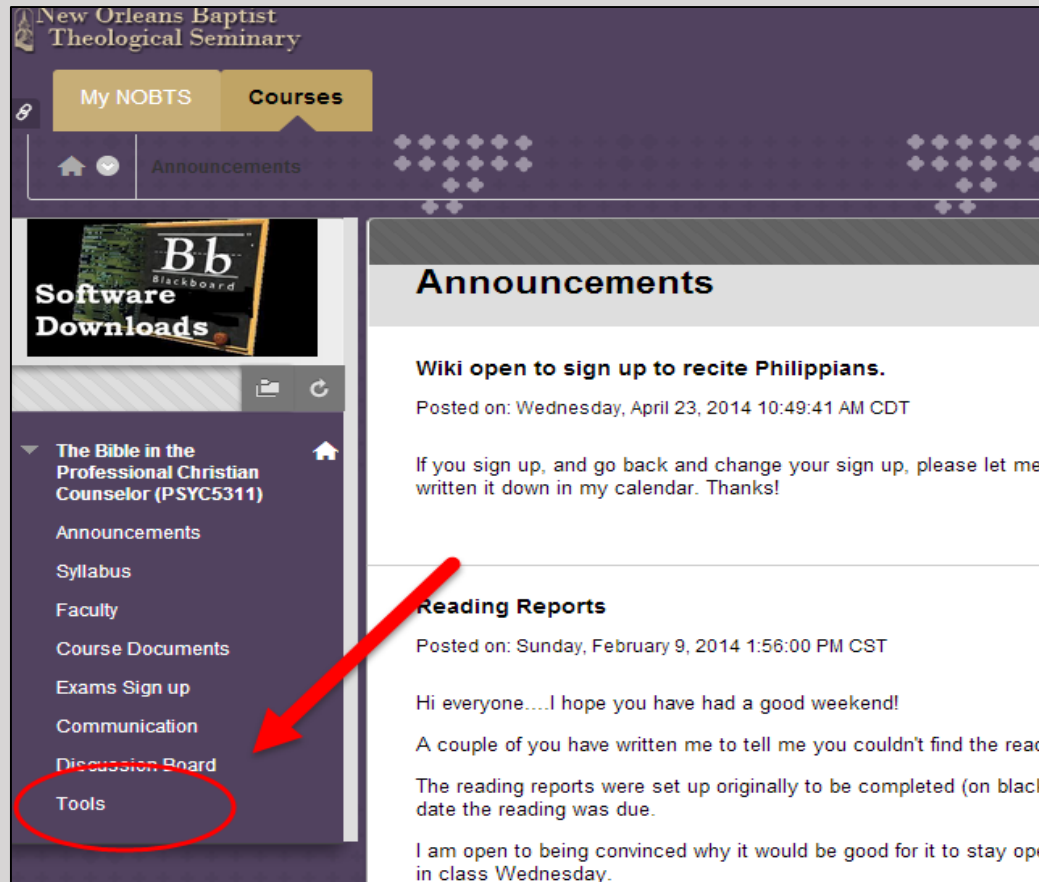 New Orleans Baptist
Theological Seminary
My NOBTS
Courses
Announcements
Bb
Blackboard
Software
Downloads
The Bible in the
Professional Christian
Counselor (PSYC5311)
Announcements
Syllabus
Faculty
Course Documents
Exams Sign up
Communication
Discussion Board
Tools
Announcements
Wiki open to sign up to recite Philippians.
Posted on: Wednesday, April 23, 2014 10:49:41 AM CDT
If you sign up, and go back and change your sign up, please let me
written it down in my calendar. Thanks!
Reading Reports
Posted on: Sunday, February 9, 2014 1:56:00 PM CST
Hi everyone....I hope you have had a good weekend!
A couple of you have written me to tell me you couldn't find the
The reading reports were set up originally to be completed (on
date the reading was due.
I am open to being convinced why it would be good for it to stay
in class Wednesday.